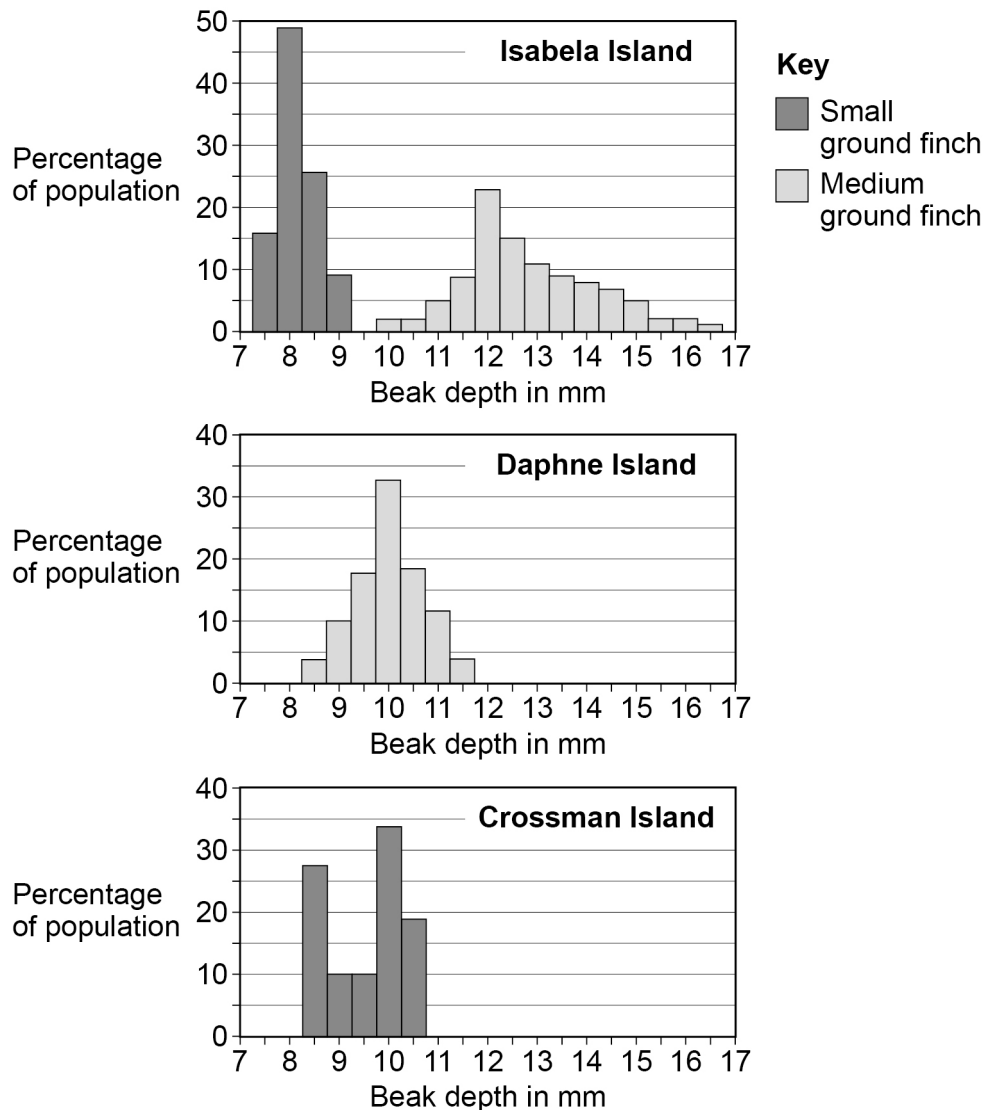 50
40
30
20
10
0
Percentage
of population
Isabela Island
7 8 9 10 11 12 13 14 15 16 17
Beak depth in mm
Key
Small
ground finch
Medium
ground finch
40
30
20
10
0
Percentage
of population
Daphne Island
7 8 9 10 11 12 13 14 15 16 17
Beak depth in mm
40
30
20
10
0
Percentage
of population
Crossman Island
7 8 9 10 11 12 13 14 15 16 17
Beak depth in mm